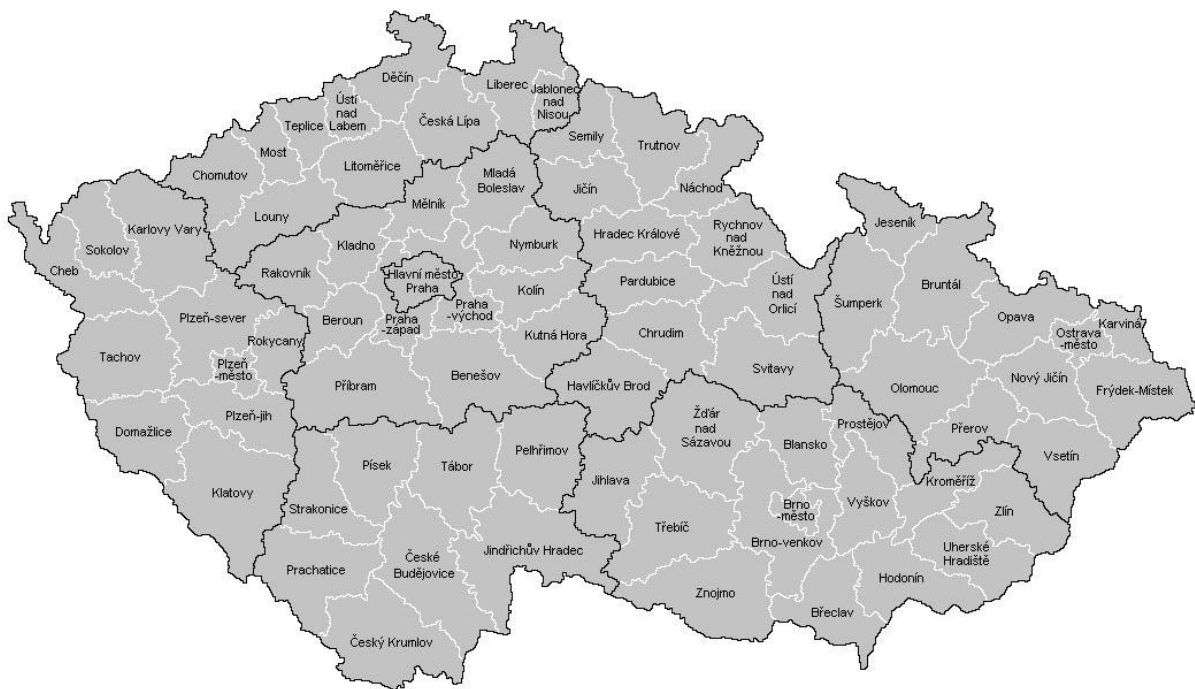 Děčín
Liberec
Jablonec
nad
Nisou
Ústí
nad
Labem
Teplice
Česká Lípa
Semily
Trutnov
Most
Litoměřice
Mladá
Boleslav
Chomutov
Jičín
Náchod
Mělník
Louny
Karlovy Vary
Jeseník
Sokolov
Kladno
Nymburk
Hradec Králové
Rychnov
nad
Kněžnou
Cheb
Rakovník
Hlavní město
Praha
Kolín
Pardubice
Ústí
nad
Orlicí
Šumperk
Bruntál
Plzeň-sever
Beroun
Praha
-západ
Praha
-východ
Opava
Karviná
Ostrava
-město
Rokycany
Kutná Hora
Chrudim
Tachov
Plzeň
-město
Příbram
Benešov
Havlíčkův Brod
Svitavy
Olomouc
Nový Jičín
Frýdek-Místek
Domažlice
Plzeň-jih
Žďár
nad
Sázavou
Prostějov
Přerov
Pelhřimov
Blansko
Vsetín
Klatovy
Písek
Tábor
Jihlava
Kroměříž
Strakonice
Třebíč
Brno
-město
Vyškov
Zlín
Brno-venkov
Jindřichův Hradec
Uherské
Hradiště
Prachatice
České
Budějovice
Hodonín
Znojmo
Břeclav
Český Krumlov